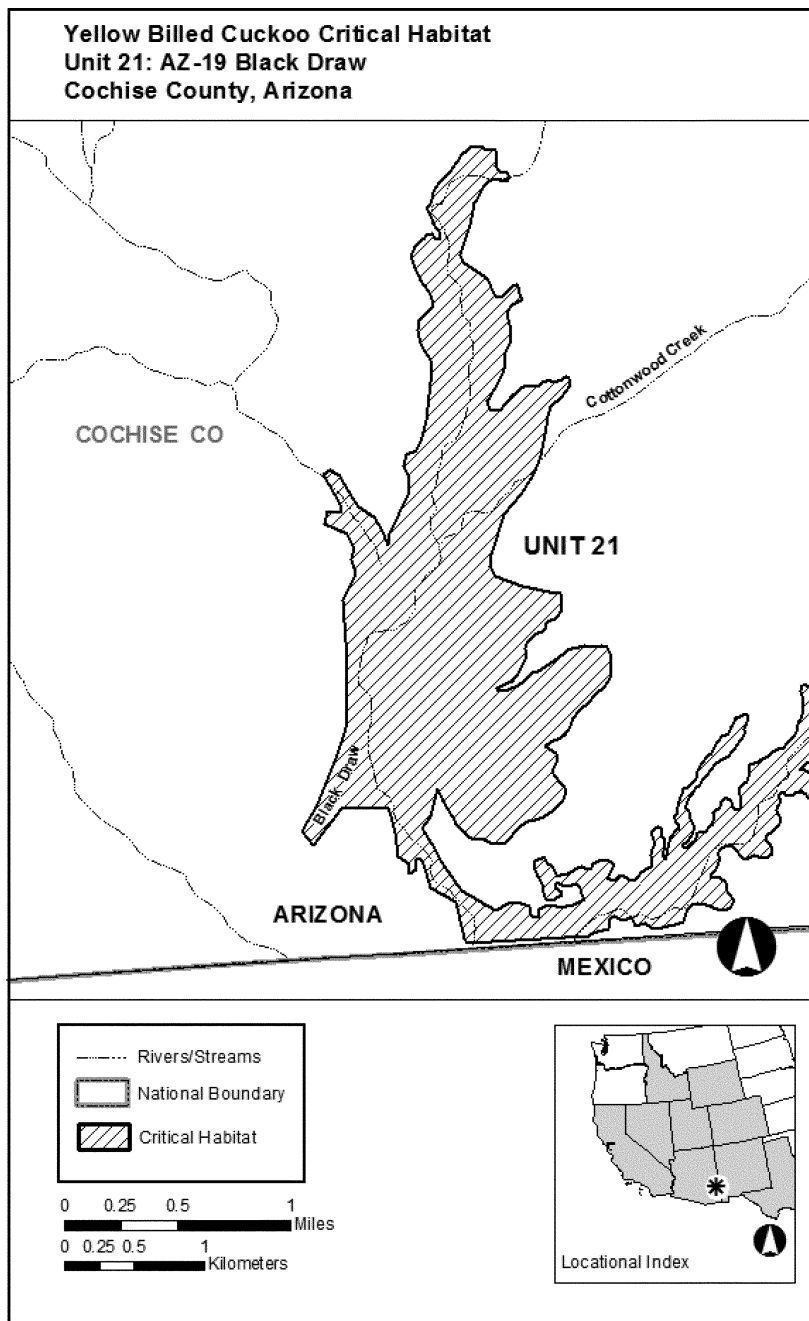 Yellow Billed Cuckoo Critical Habitat
Unit 21: AZ-19 Black Draw
Cochise County, Arizona
Cottonwood Creek
COCHISE CO
UNIT 21
Black Draw
ARIZONA
MEXICO
Rivers/Streams
National Boundary
Critical Habitat
0 0.25 0.5 1
Miles
0 0.25 0.5 1
Kilometers
Locational Index